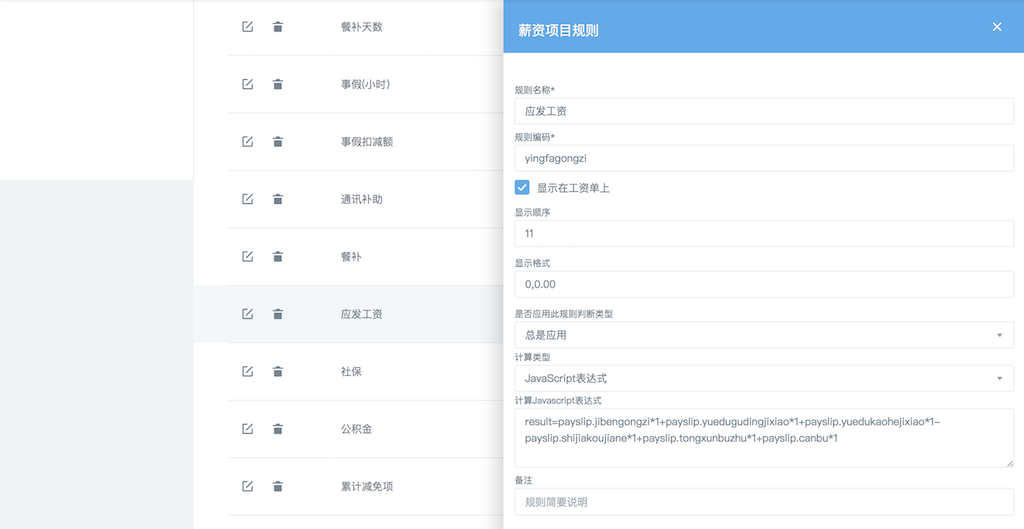 餐补天数
事假(小时)
事假扣减额
通讯补助
餐补
应发工资
社保
公积金
累计减免项
薪资项目规则
规则名称*
应发工资
规则编码*
yingfagongzi
显示在工资单上
显示顺序
11
显示格式
0,0.00
是否应用此规则判断类型
总是应用
计算类型
JavaScript表达式
计算Javascript表达式
result=payslip.jibengongzi*1+payslip.yuedugudingjixiao*1+payslip.yuedukaohejixiao*1-
payslip.shijiakoujiane*1+payslip.tongxunbuzhu*1+payslip.canbu*1
备注
规则简要说明